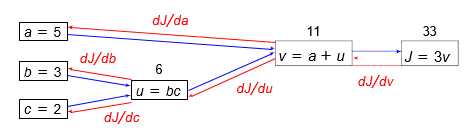 dJ/da
11
33
a = 5
v = a + u
J = 3v
dJ/db
6
b = 3
dJ/du
dJ/dv
u = bc
c = 2
dJ/dc